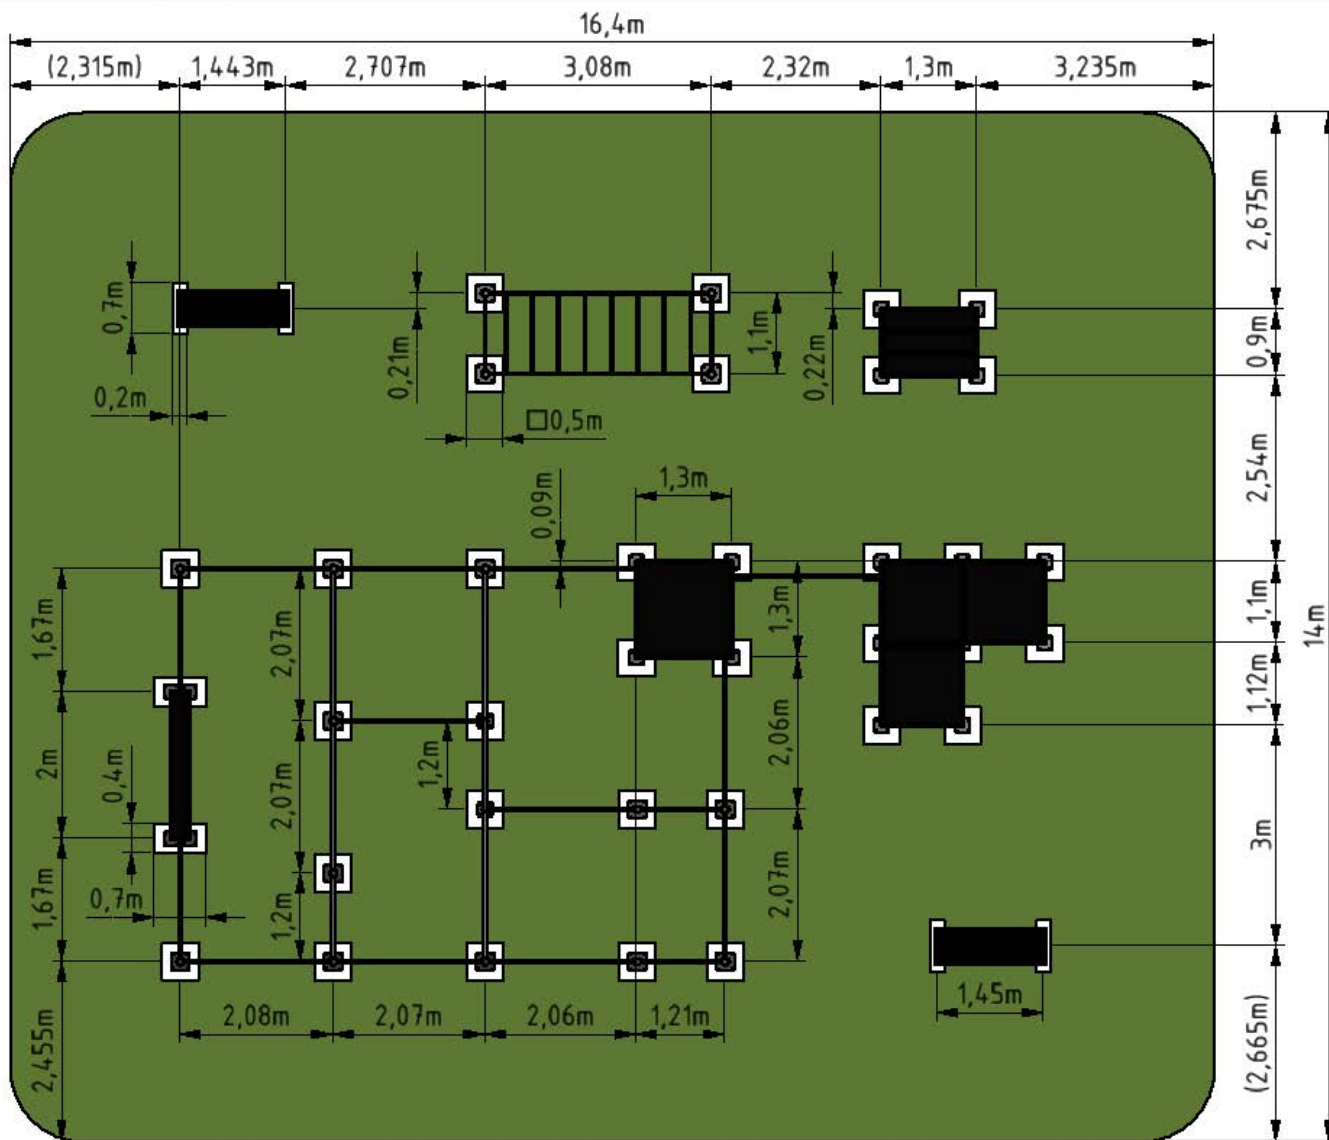 16,4m
(2,315m)
1,443m
2,707m
3,08m
2,32m
1,3m
3,235m
2,675m
0,7m
0,21m
1,1m
0,22m
0,9m
0,2m
□0,5m
2,54m
1,3m
0,09m
1,67m
2,07m
1,3m
1,1m
14m
1,12m
2m
0,4m
2,07m
1,2m
2,06m
3m
1,67m
0,7m
1,2m
2,07m
1,45m
2,08m
2,07m
2,06m
1,21m
2,455m
(2,665m)